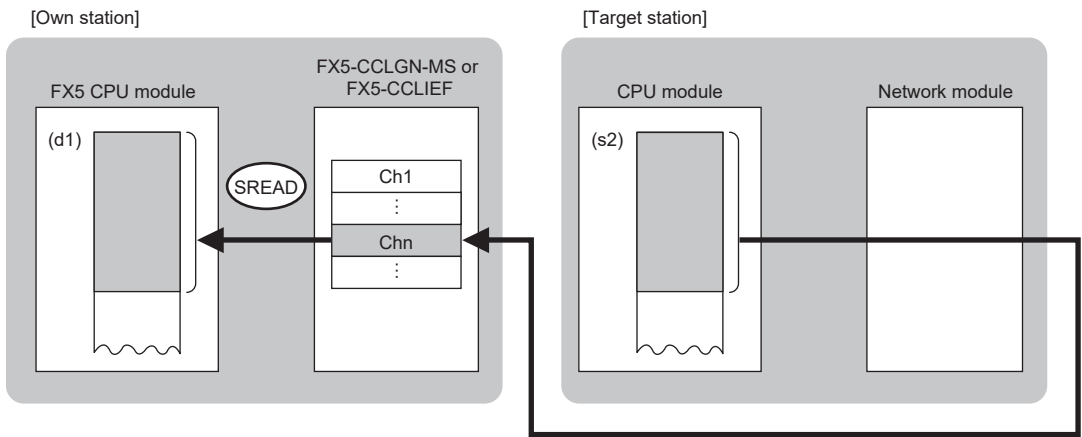 [Own station]
[Target station]
FX5 CPU module
FX5-CCLGN-MS or
FX5-CCLIEF
CPU module
Network module
(d1)
SREAD
Ch1
⋮
Chn
⋮
(s2)